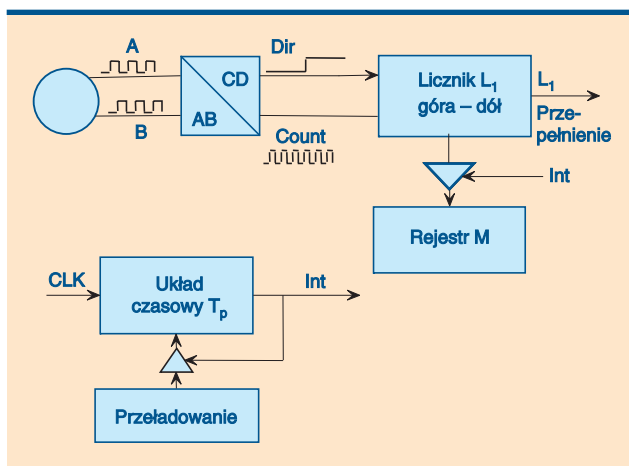 A
Dir
CD
AB
B
Count
Licznik L1
góra – dół
L1
Prze-
pełnienie
Int
Rejestr M
CLK
Układ
czasowy Tp
Int
Przeładowanie